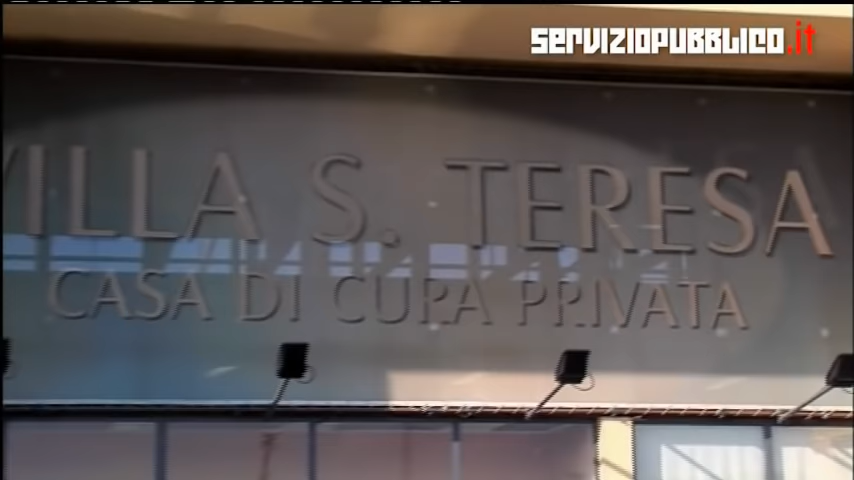 SERVIZIOPUBBLICO.it
VILLA S. TERESA
CASA DI CURA PRIVATA